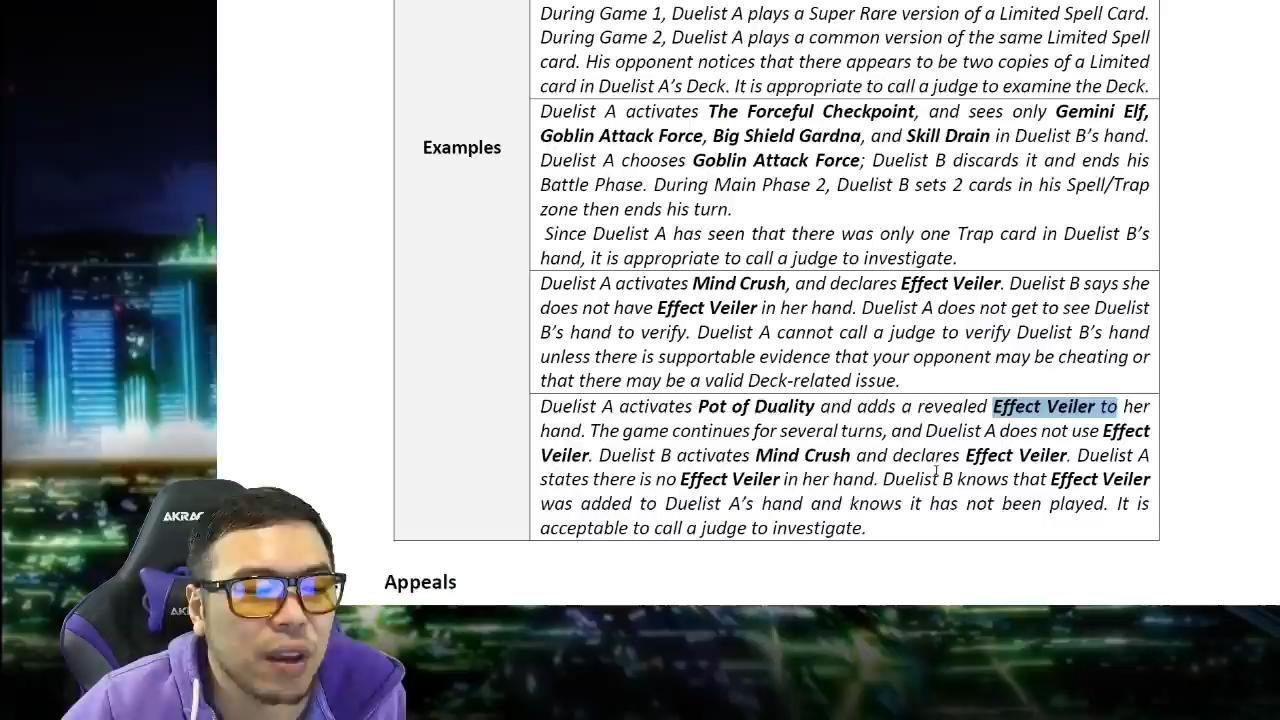 During Game 1, Duelist A plays a Super Rare version of a Limited Spell Card.
During Game 2, Duelist A plays a common version of the same Limited Spell
card. His opponent notices that there appears to be two copies of a Limited
card in Duelist A's Deck. It is appropriate to call a judge to examine the Deck.
Examples
Duelist A activates The Forceful Checkpoint, and sees only Gemini Elf,
Goblin Attack Force, Big Shield Gardna, and Skill Drain in Duelist B's hand.
Duelist A chooses Goblin Attack Force; Duelist B discards it and ends his
Battle Phase. During Main Phase 2, Duelist B sets 2 cards in his Spell/Trap
zone then ends his turn.
Since Duelist A has seen that there was only one Trap card in Duelist B's
hand, it is appropriate to call a judge to investigate.
Duelist A activates Mind Crush, and declares Effect Veiler. Duelist B says she
does not have Effect Veiler in her hand. Duelist A does not get to see Duelist
B's hand to verify. Duelist A cannot call a judge to verify Duelist B's hand
unless there is supportable evidence that your opponent may be cheating or
that there may be a valid Deck-related issue.
Duelist A activates Pot of Duality and adds a revealed Effect Veiler to her
hand. The game continues for several turns, and Duelist A does not use Effect
Veiler. Duelist B activates Mind Crush and declares Effect Veiler. Duelist A
states there is no Effect Veiler in her hand. Duelist B knows that Effect Veiler
was added to Duelist A's hand and knows it has not been played. It is
acceptable to call a judge to investigate.
Appeals